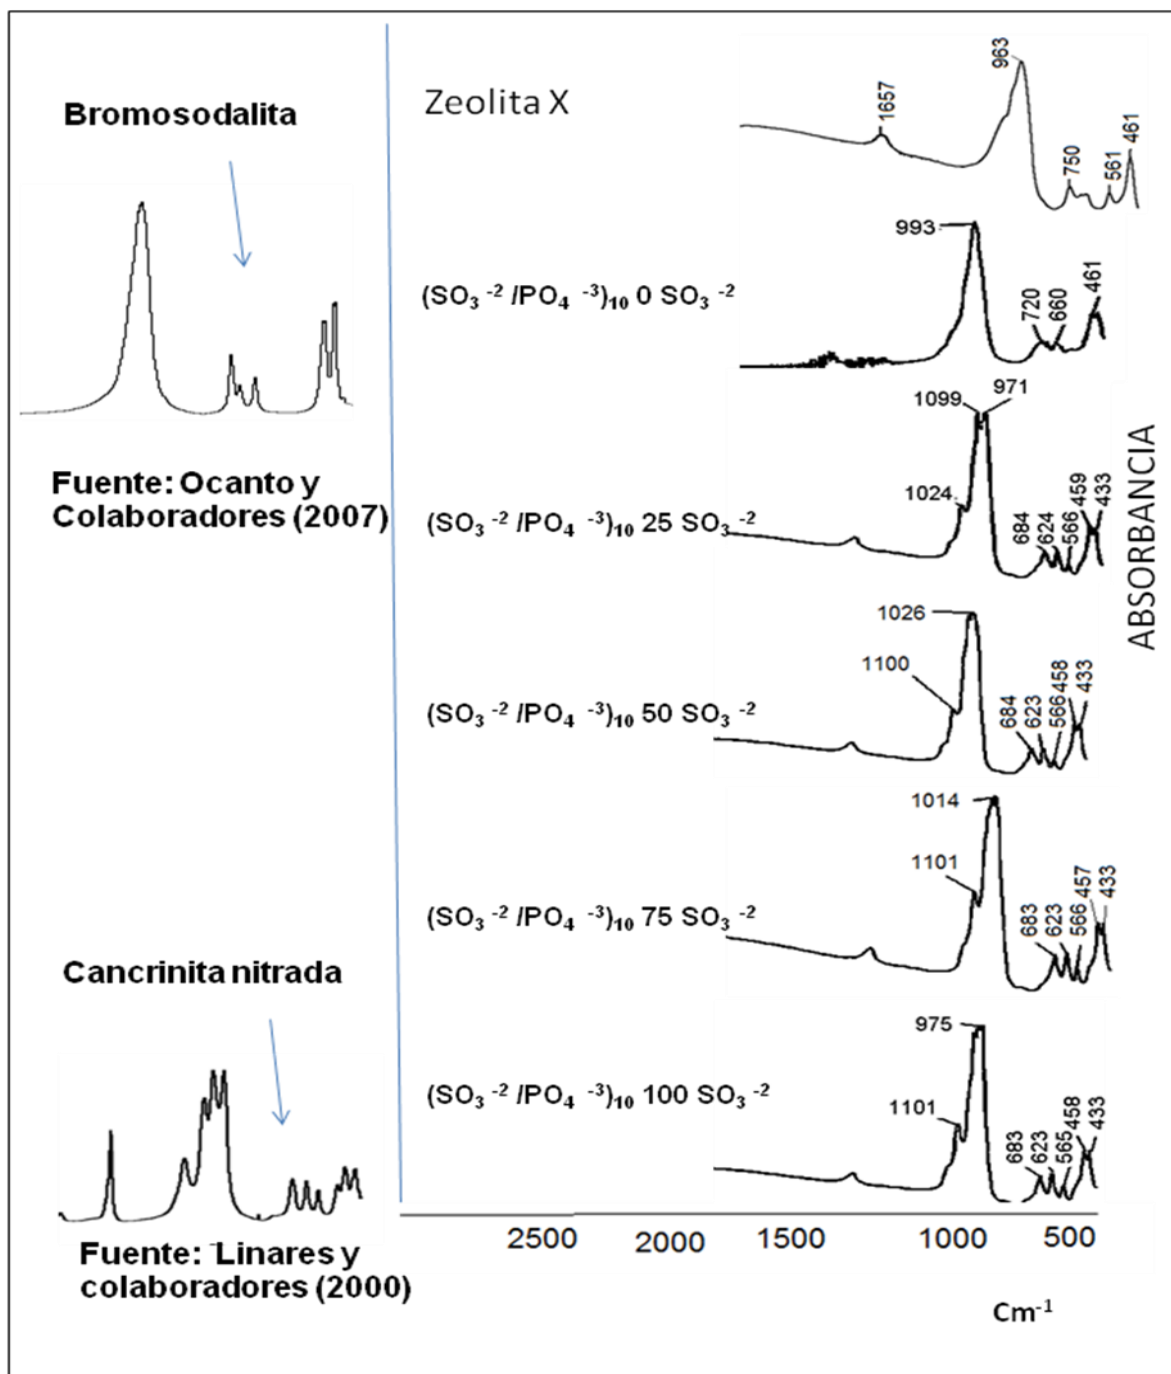 Bromosodalita
Fuente: Ocanto y
Colaboradores (2007)
Cancrinita nitrada
Fuente: Linares y
colaboradores (2000)
Zeolita X
1657
963
750
561
461
(SO₃ ⁻² /PO₄ ⁻³)₁₀ 0 SO₃ ⁻²
993
720
660
461
(SO₃ ⁻² /PO₄ ⁻³)₁₀ 25 SO₃ ⁻²
1024
1099
971
684
624
566
459
433
(SO₃ ⁻² /PO₄ ⁻³)₁₀ 50 SO₃ ⁻²
1026
1100
684
623
566
458
433
(SO₃ ⁻² /PO₄ ⁻³)₁₀ 75 SO₃ ⁻²
1014
1101
683
623
566
457
433
(SO₃ ⁻² /PO₄ ⁻³)₁₀ 100 SO₃ ⁻²
975
1101
683
623
565
458
433
ABSORBANCIA
2500 2000 1500 1000 500
Cm⁻¹